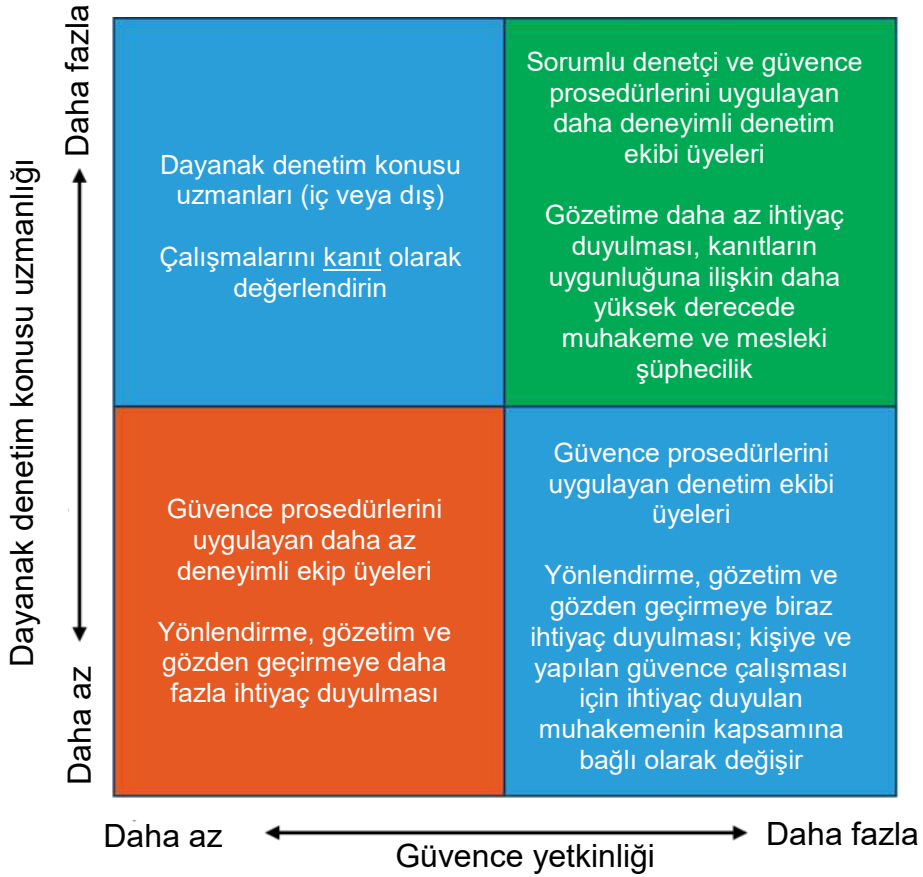 Dayanak denetim konusu uzmanlığı
Daha fazla
Daha az
Dayanak denetim konusu
uzmanları (iç veya dış)
Çalışmalarını kanıt olarak
değerlendirin
Sorumlu denetçi ve güvence
prosedürlerini uygulayan
daha deneyimli denetim
ekibi üyeleri
Gözetime daha az ihtiyaç
duyulması, kanıtların
uygunluğuna ilişkin daha
yüksek derecede
muhakeme ve mesleki
şüphecilik
Güvence prosedürlerini
uygulayan daha az
deneyimli ekip üyeleri
Yönlendirme, gözetim ve
gözden geçirmeye daha
fazla ihtiyaç duyulması
Güvence prosedürlerini
uygulayan denetim ekibi
üyeleri
Yönlendirme, gözetim ve
gözden geçirmeye biraz
ihtiyaç duyulması; kişiye ve
yapılan güvence çalışması
için ihtiyaç duyulan
muhakemenin kapsamına
bağlı olarak değişir
Daha az
Daha fazla
Güvence yetkinliği